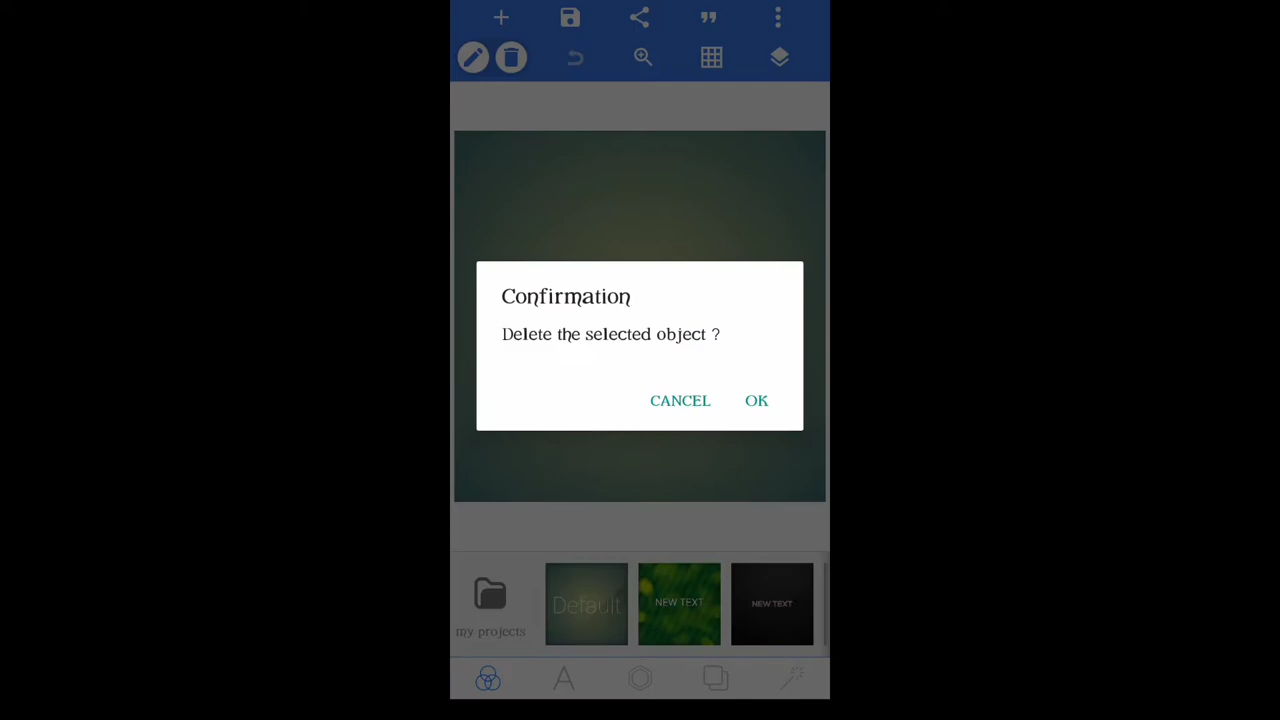 Confirmation
Delete the selected object ?
CANCEL OK
my projects
Default
NEW TEXT
NEW TEXT